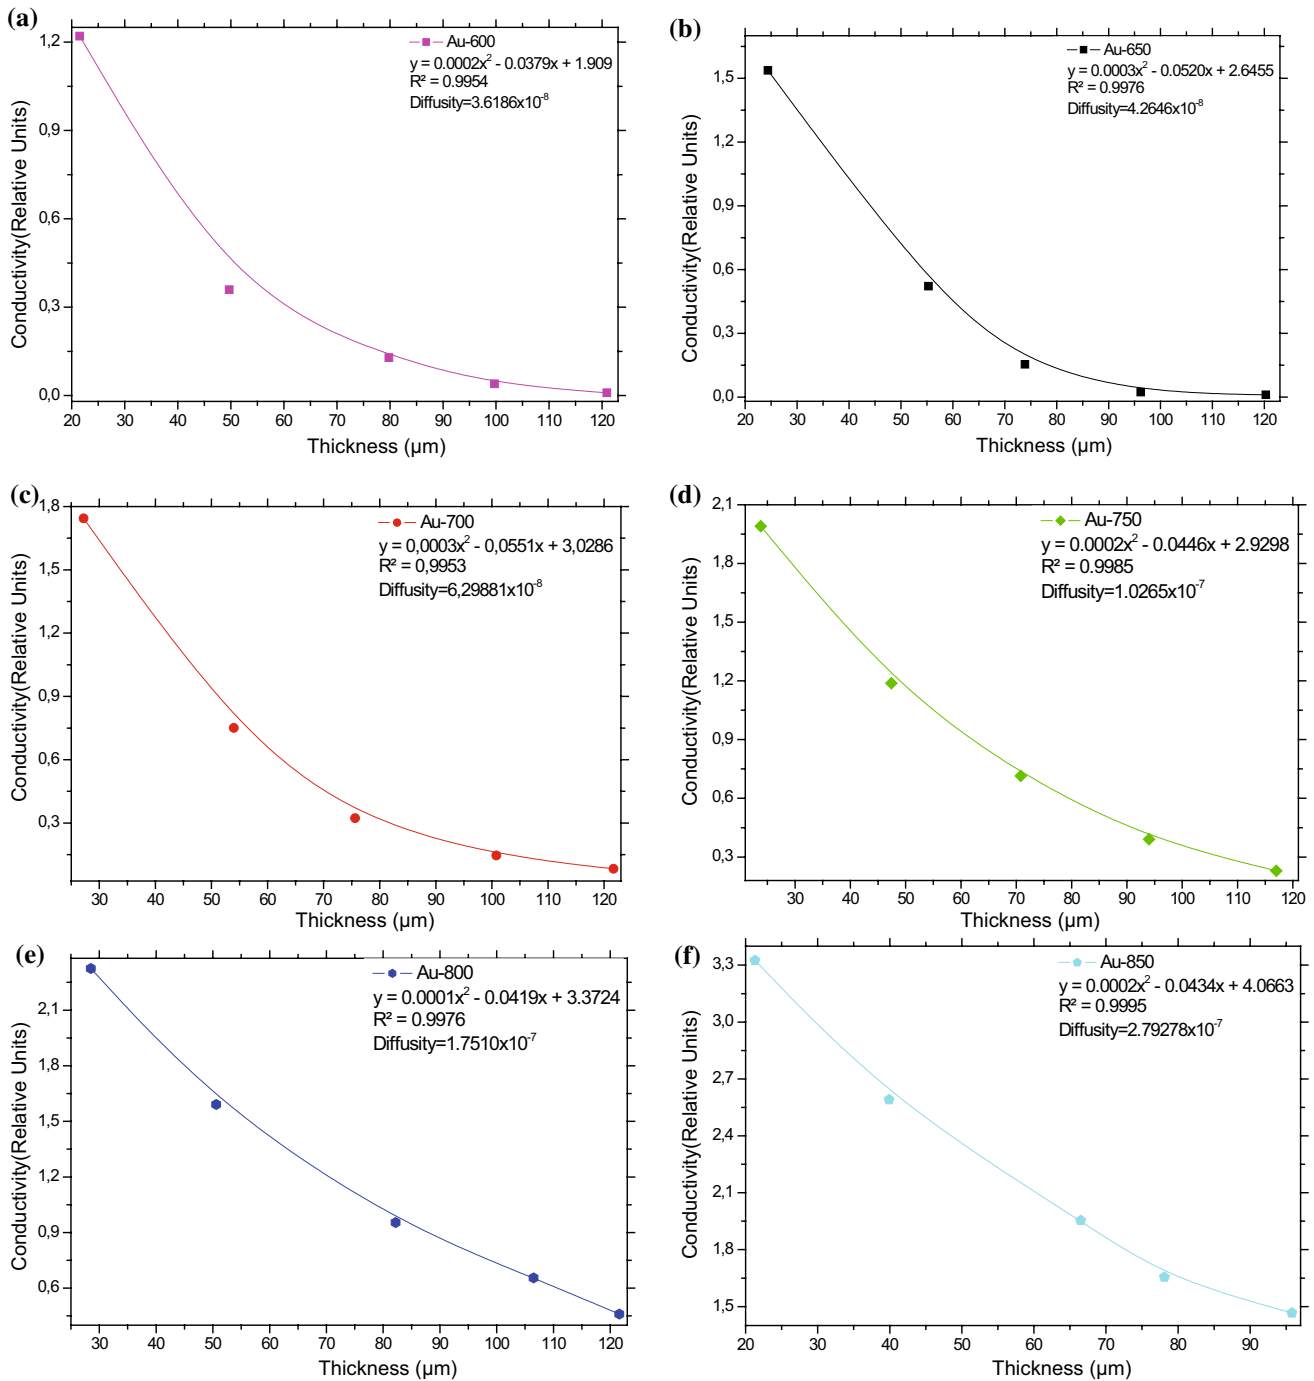 (a)
Au-600
y = 0.0002x² - 0.0379x + 1.909
R² = 0.9954
Diffusity=3.6186x10⁻⁸
1,2
0,9
0,6
0,3
0,0
Conductivity(Relative Units)
20 30 40 50 60 70 80 90 100 110 120
Thickness (µm)
(b)
Au-650
y = 0.0003x² - 0.0520x + 2.6455
R² = 0.9976
Diffusity=4.2646x10⁻⁸
1,5
1,2
0,9
0,6
0,3
0,0
Conductivity(Relative Units)
20 30 40 50 60 70 80 90 100 110 120
Thickness (µm)
(c)
Au-700
y = 0,0003x² - 0,0551x + 3,0286
R² = 0,9953
Diffusity=6,29881x10⁻⁸
1,8
1,5
1,2
0,9
0,6
0,3
Conductivity(Relative Units)
30 40 50 60 70 80 90 100 110 120
Thickness (µm)
(d)
Au-750
y = 0.0002x² - 0.0446x + 2.9298
R² = 0.9985
Diffusity=1.0265x10⁻⁷
2,1
1,8
1,5
1,2
0,9
0,6
0,3
Conductivity(Relative Units)
30 40 50 60 70 80 90 100 110 120
Thickness (µm)
(e)
Au-800
y = 0.0001x² - 0.0419x + 3.3724
R² = 0.9976
Diffusity=1.7510x10⁻⁷
2,1
1,8
1,5
1,2
0,9
0,6
Conductivity(Relative Units)
30 40 50 60 70 80 90 100 110 120
Thickness (µm)
(f)
Au-850
y = 0.0002x² - 0.0434x + 4.0663
R² = 0.9995
Diffusity=2.79278x10⁻⁷
3,3
3,0
2,7
2,4
2,1
1,8
1,5
Conductivity(Relative Units)
20 30 40 50 60 70 80 90
Thickness (µm)